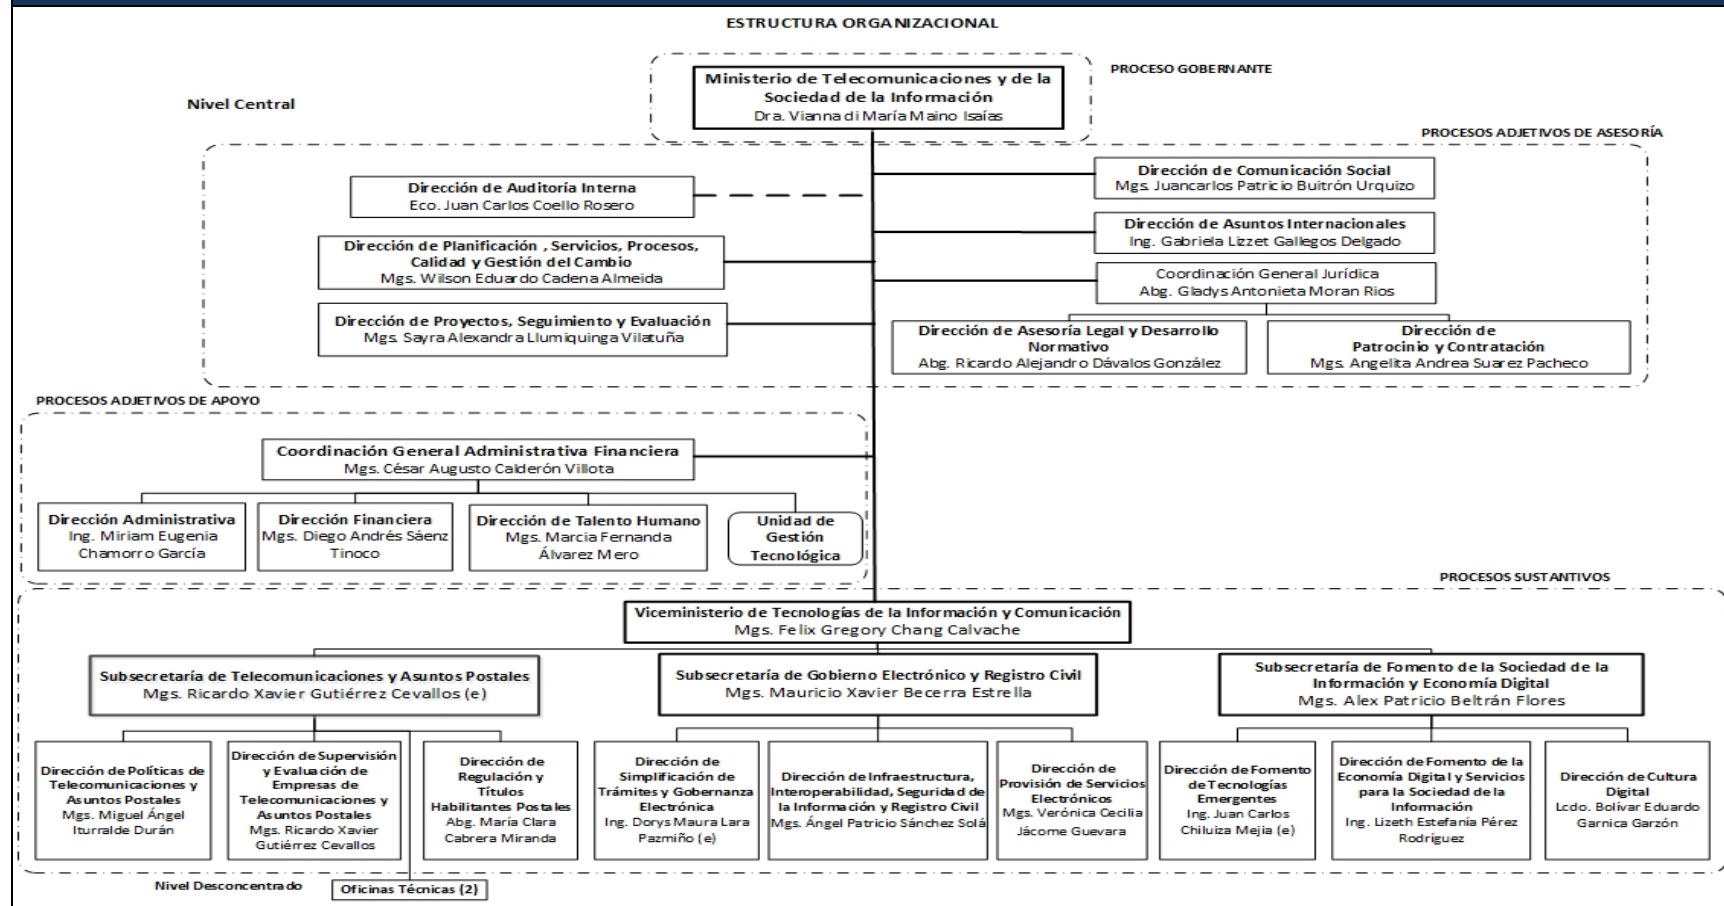 ESTRUCTURA ORGANIZACIONAL
PROCESO GOBERNANTE
Ministerio de Telecomunicaciones y de la
Sociedad de la Información
Dra. Vianna di María Maino Isaías
Nivel Central
PROCESOS ADJETIVOS DE ASESORÍA
Dirección de Auditoría Interna
Eco. Juan Carlos Coello Rosero
Dirección de Planificación , Servicios, Procesos,
Calidad y Gestión del Cambio
Mgs. Wilson Eduardo Cadena Almeida
Dirección de Proyectos, Seguimiento y Evaluación
Mgs. Sayra Alexandra Llumiquinga Vilatuña
Dirección de Comunicación Social
Mgs. Juancarlos Patricio Buitrón Urquizo
Dirección de Asuntos Internacionales
Ing. Gabriela Lizzet Gallegos Delgado
Coordinación General Jurídica
Abg. Gladys Antonieta Moran Rios
Dirección de Asesoría Legal y Desarrollo
Normativo
Abg. Ricardo Alejandro Dávalos González
Dirección de
Patrocinio y Contratación
Mgs. Angelita Andrea Suarez Pacheco
PROCESOS ADJETIVOS DE APOYO
Coordinación General Administrativa Financiera
Mgs. César Augusto Calderón Villota
Dirección Administrativa
Ing. Miriam Eugenia
Chamorro García
Dirección Financiera
Mgs. Diego Andrés Sáenz
Tinoco
Dirección de Talento Humano
Mgs. Marcia Fernanda
Álvarez Mero
Unidad de
Gestión
Tecnológica
PROCESOS SUSTANTIVOS
Viceministerio de Tecnologías de la Información y Comunicación
Mgs. Felix Gregory Chang Calvache
Subsecretaría de Telecomunicaciones y Asuntos Postales
Mgs. Ricardo Xavier Gutiérrez Cevallos (e)
Subsecretaría de Gobierno Electrónico y Registro Civil
Mgs. Mauricio Xavier Becerra Estrella
Subsecretaría de Fomento de la Sociedad de la
Información y Economía Digital
Mgs. Alex Patricio Beltrán Flores
Dirección de Políticas de
Telecomunicaciones y
Asuntos Postales
Mgs. Miguel Ángel
Iturralde Durán
Dirección de Supervisión
y Evaluación de
Empresas de
Telecomunicaciones y
Asuntos Postales
Mgs. Ricardo Xavier
Gutiérrez Cevallos
Dirección de
Regulación y
Títulos
Habilitantes Postales
Abg. María Clara
Cabrera Miranda
Dirección de
Simplificación de
Trámites y Gobernanza
Electrónica
Ing. Dorys Maura Lara
Pazmiño (e)
Dirección de Infraestructura,
Interoperabilidad, Seguridad de
la Información y Registro Civil
Mgs. Ángel Patricio Sánchez Solá
Dirección de
Provisión de Servicios
Electrónicos
Mgs. Verónica Cecilia
Jácome Guevara
Dirección de Fomento
de Tecnologías
Emergentes
Ing. Juan Carlos
Chiluiza Mejia (e)
Dirección de Fomento de la
Economía Digital y Servicios
para la Sociedad de la
Información
Ing. Lizeth Estefanía Pérez
Rodríguez
Dirección de Cultura
Digital
Lcdo. Bolívar Eduardo
Garnica Garzón
Nivel Desconcentrado
Oficinas Técnicas (2)